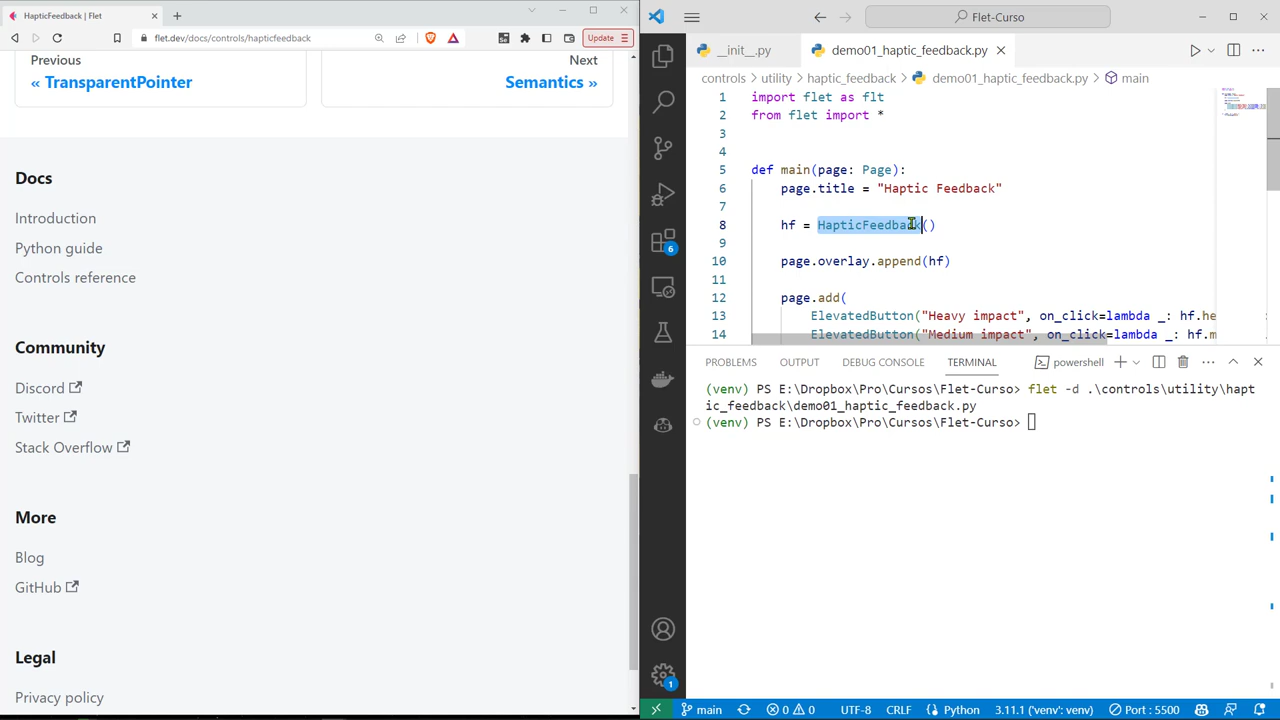 HapticFeedback | Flet
flet.dev/docs/controls/hapticfeedback
Update
Previous
« TransparentPointer
Next
Semantics »
Docs
Introduction
Python guide
Controls reference
Community
Discord
Twitter
Stack Overflow
More
Blog
GitHub
Legal
Privacy policy
Flet-Curso
__init__.py
demo01_haptic_feedback.py
controls > utility > haptic_feedback > demo01_haptic_feedback.py > main
1 import flet as flt
2 from flet import *
3
4
5 def main(page: Page):
6 page.title = "Haptic Feedback"
7
8 hf = HapticFeedback()
9
10 page.overlay.append(hf)
11
12 page.add(
13 ElevatedButton("Heavy impact", on_click=lambda _: hf.he
14 ElevatedButton("Medium impact", on_click=lambda _: hf.m
PROBLEMS OUTPUT DEBUG CONSOLE TERMINAL powershell
(venv) PS E:\Dropbox\Pro\Cursos\Flet-Curso> flet -d .\controls\utility\hapt
ic_feedback\demo01_haptic_feedback.py
(venv) PS E:\Dropbox\Pro\Cursos\Flet-Curso>
6
1
main 0 0 UTF-8 CRLF Python 3.11.1 ('venv': venv) Port : 5500